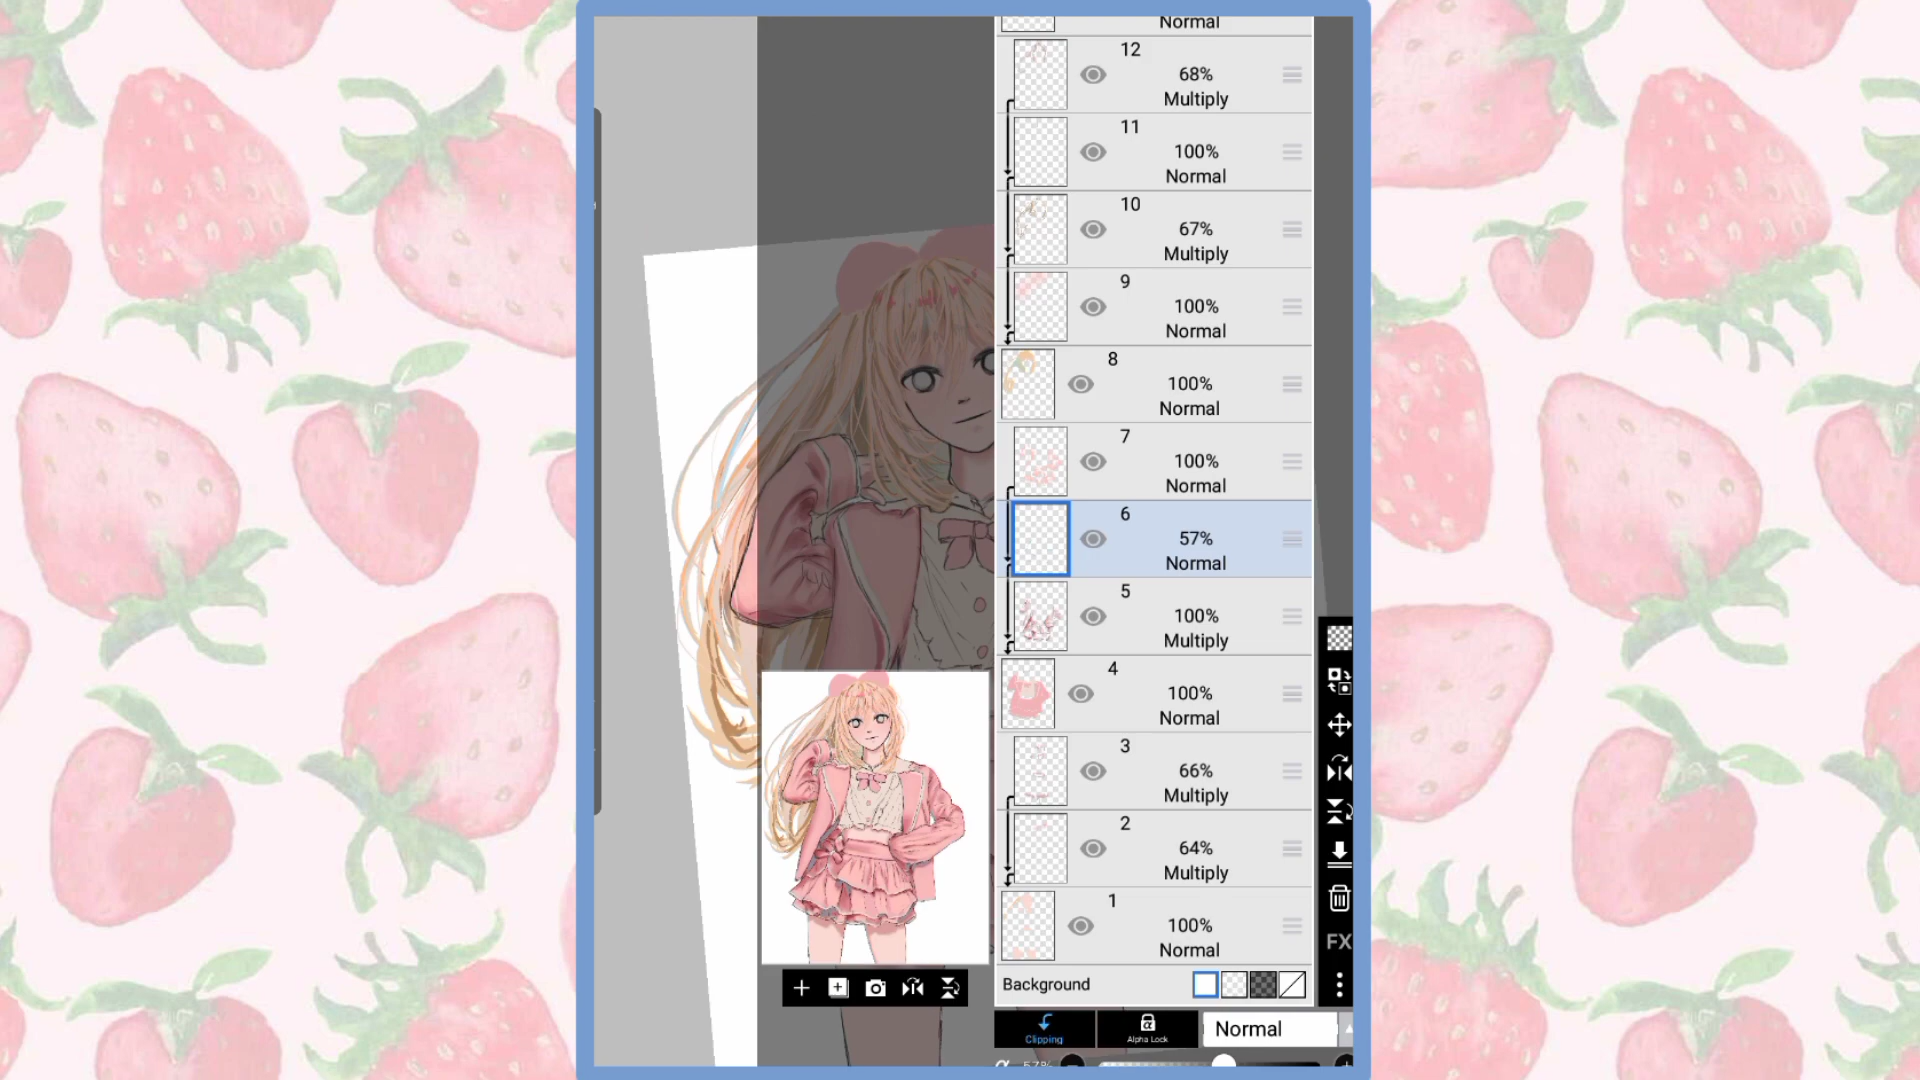 Normal
12
68%
Multiply
11
100%
Normal
10
67%
Multiply
9
100%
Normal
8
100%
Normal
7
100%
Normal
6
57%
Normal
5
100%
Multiply
4
100%
Normal
3
66%
Multiply
2
64%
Multiply
1
100%
Normal
FX
Background
Clipping
Alpha Lock
Normal